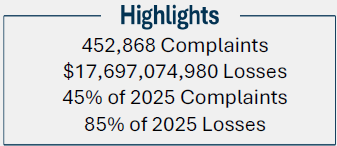 Highlights
452,868 Complaints
$17,697,074,980 Losses
45% of 2025 Complaints
85% of 2025 Losses